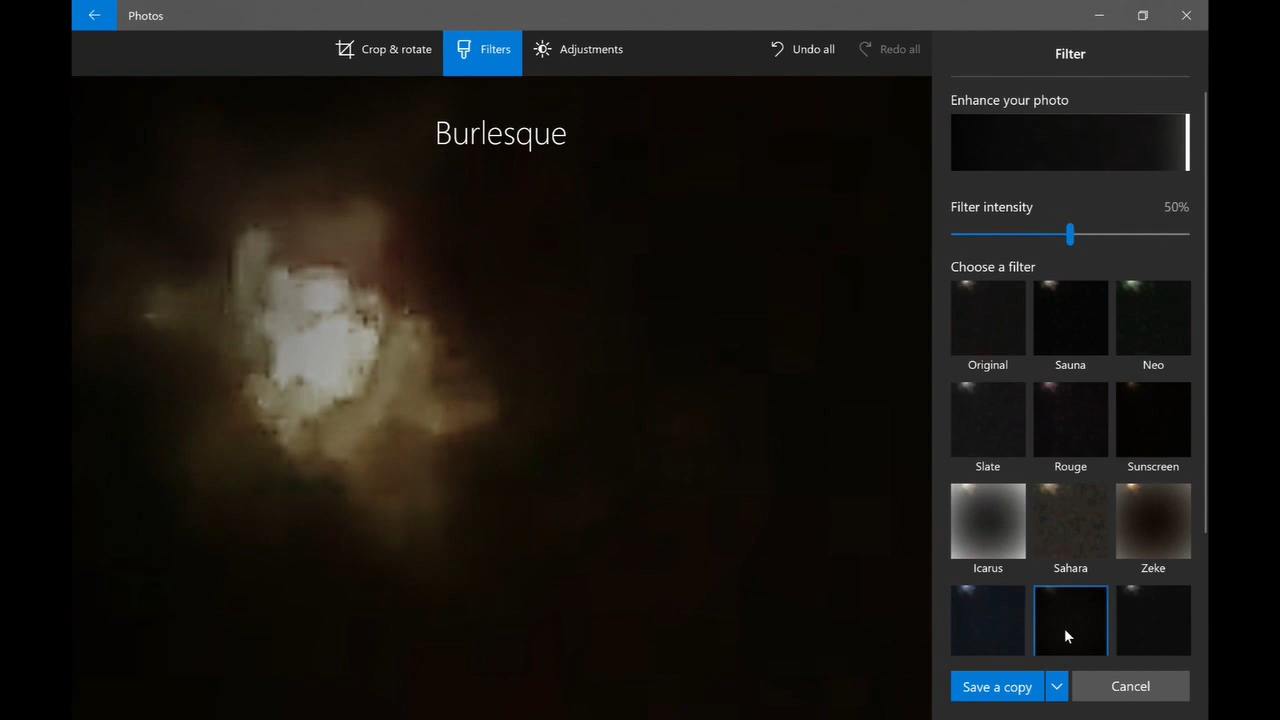 Photos
Crop & rotate
Filters
Adjustments
Undo all
Redo all
Filter
Burlesque
Enhance your photo
Filter intensity 50%
Choose a filter
Original Sauna Neo
Slate Rouge Sunscreen
Icarus Sahara Zeke
Save a copy
Cancel